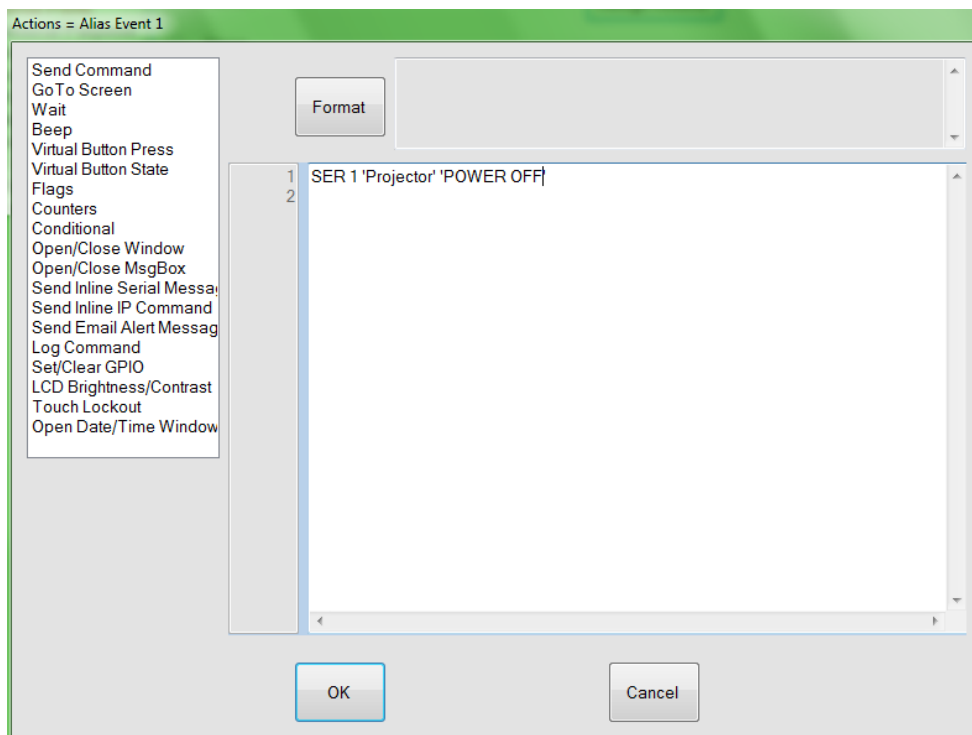 Actions = Alias Event 1
Send Command
GoTo Screen
Wait
Beep
Virtual Button Press
Virtual Button State
Flags
Counters
Conditional
Open/Close Window
Open/Close MsgBox
Send Inline Serial Messag
Send Inline IP Command
Send Email Alert Messag
Log Command
Set/Clear GPIO
LCD Brightness/Contrast
Touch Lockout
Open Date/Time Window
Format
1 SER 1 'Projector' 'POWER OFF'
2
OK
Cancel